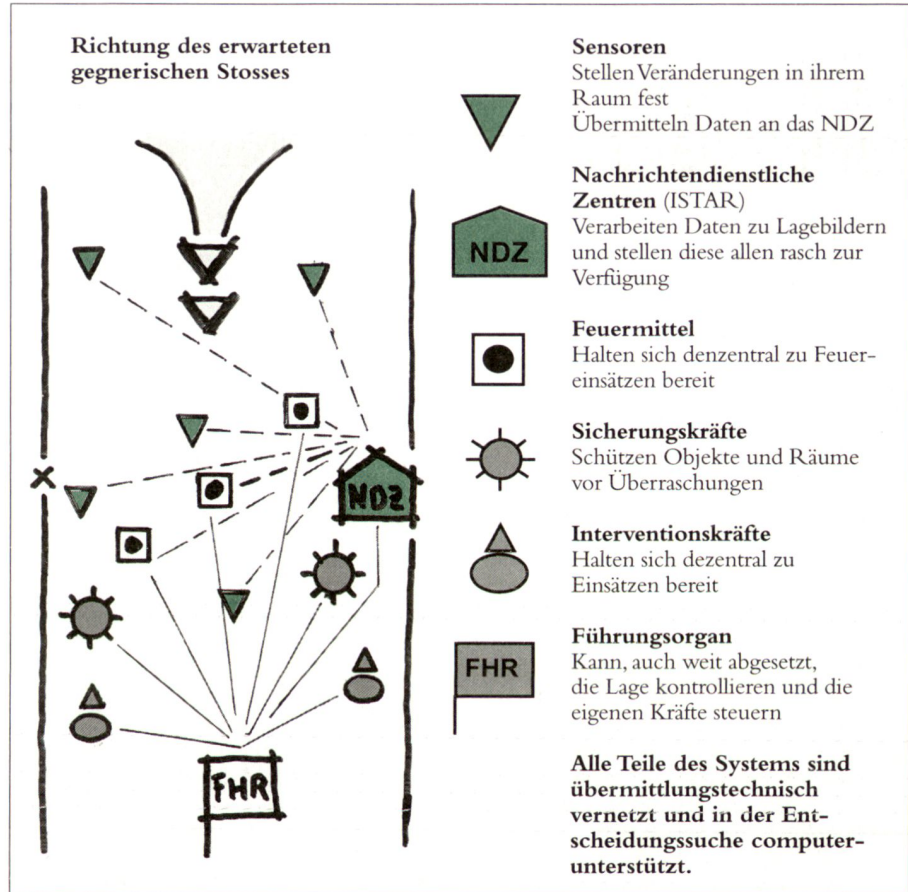 Richtung des erwarteten
gegnerischen Stosses
NDZ
FHR
Sensoren
Stellen Veränderungen in ihrem
Raum fest
Übermitteln Daten an das NDZ
NDZ
Nachrichtendienstliche
Zentren (ISTAR)
Verarbeiten Daten zu Lagebildern
und stellen diese allen rasch zur
Verfügung
Feuermittel
Halten sich denzentral zu Feuer-
einsätzen bereit
Sicherungskräfte
Schützen Objekte und Räume
vor Überraschungen
Interventionskräfte
Halten sich dezentral zu
Einsätzen bereit
FHR
Führungsorgan
Kann, auch weit abgesetzt,
die Lage kontrollieren und die
eigenen Kräfte steuern
Alle Teile des Systems sind
übermittlungstechnisch
vernetzt und in der Ent-
scheidungssuche computer-
unterstützt.